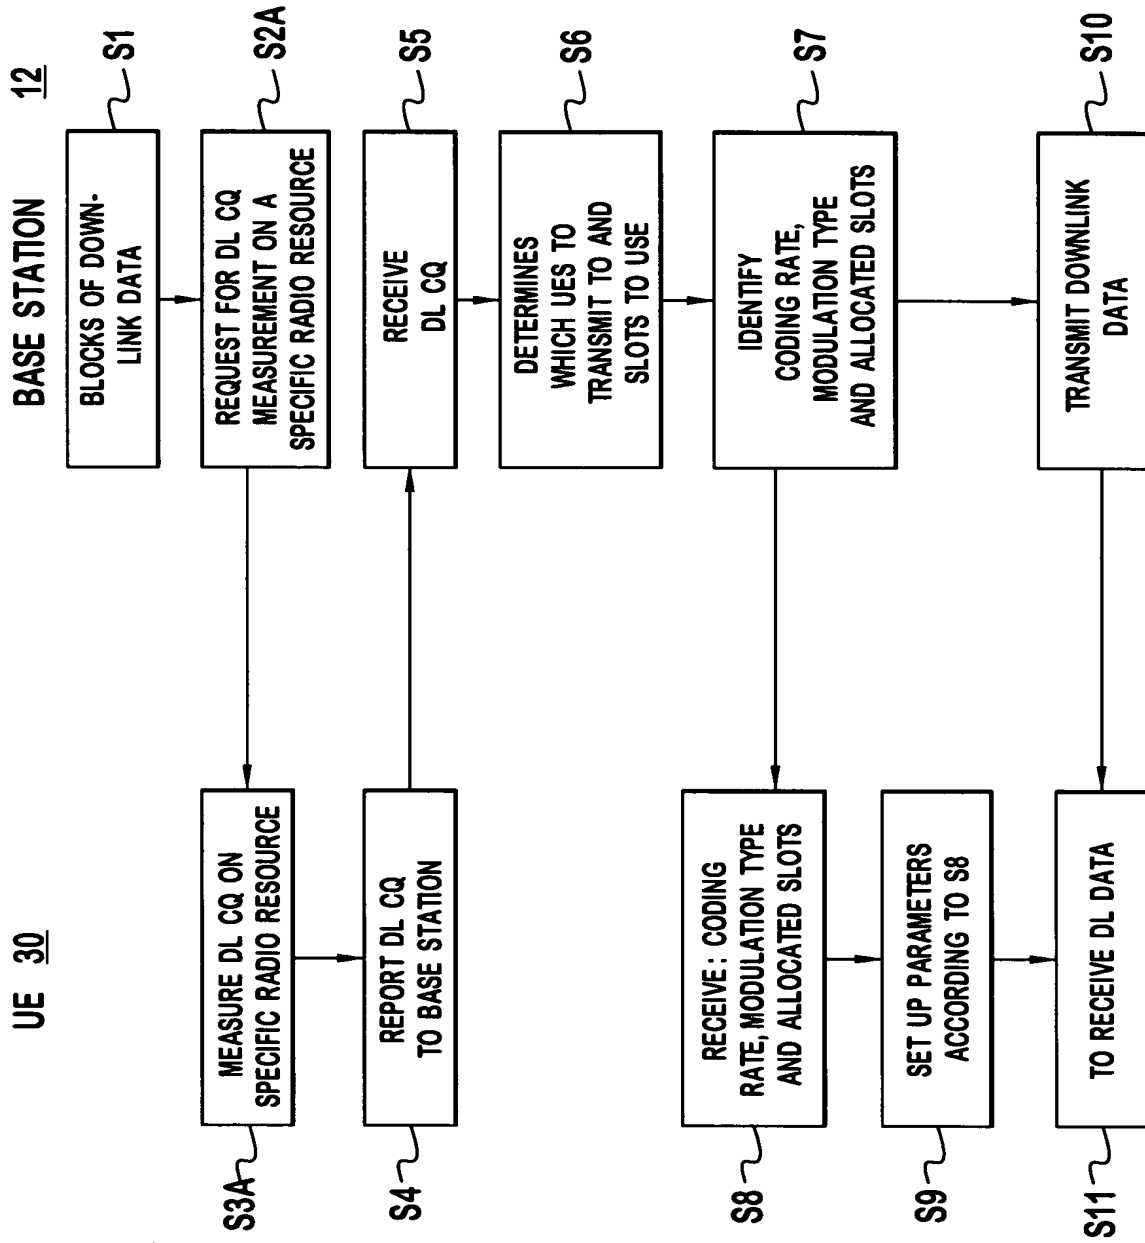 UE 30
BASE STATION 12
BLOCKS OF DOWN-
LINK DATA
S1
REQUEST FOR DL CQ
MEASUREMENT ON A
SPECIFIC RADIO RESOURCE
S2A
MEASURE DL CQ ON
SPECIFIC RADIO RESOURCE
S3A
REPORT DL CQ
TO BASE STATION
S4
RECEIVE
DL CQ
S5
DETERMINES
WHICH UES TO
TRANSMIT TO AND
SLOTS TO USE
S6
IDENTIFY
CODING RATE,
MODULATION TYPE
AND ALLOCATED SLOTS
S7
RECEIVE: CODING
RATE, MODULATION TYPE
AND ALLOCATED SLOTS
S8
SET UP PARAMETERS
ACCORDING TO S8
S9
TRANSMIT DOWNLINK
DATA
S10
TO RECEIVE DL DATA
S11